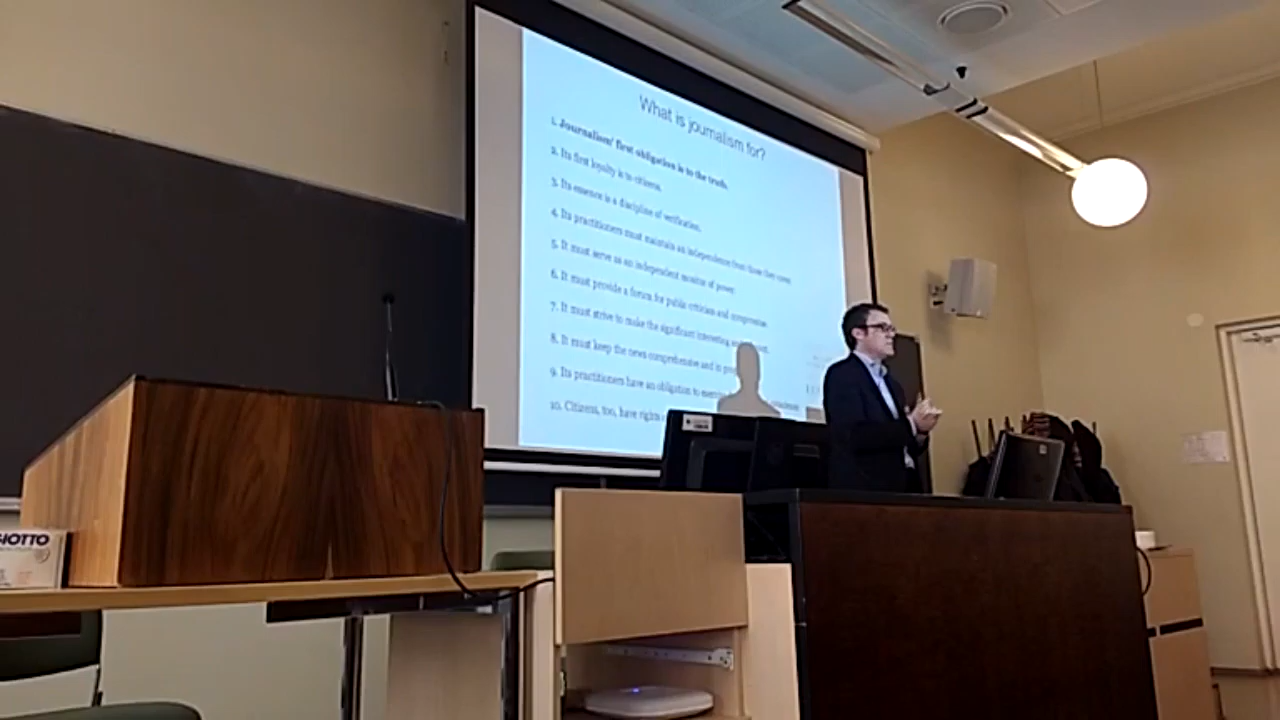 What is journalism for?
1. Journalism' first obligation is to the truth.
2. Its first loyalty is to citizens.
3. Its essence is a discipline of verification.
4. Its practitioners must maintain an independence from those they cover.
5. It must serve as an independent monitor of power.
6. It must provide a forum for public criticism and compromise.
7. It must strive to make the significant interesting
8. It must keep the news comprehensive and in
9. Its practitioners have an obligation to
10. Citizens, too, have rights
GIOTTO